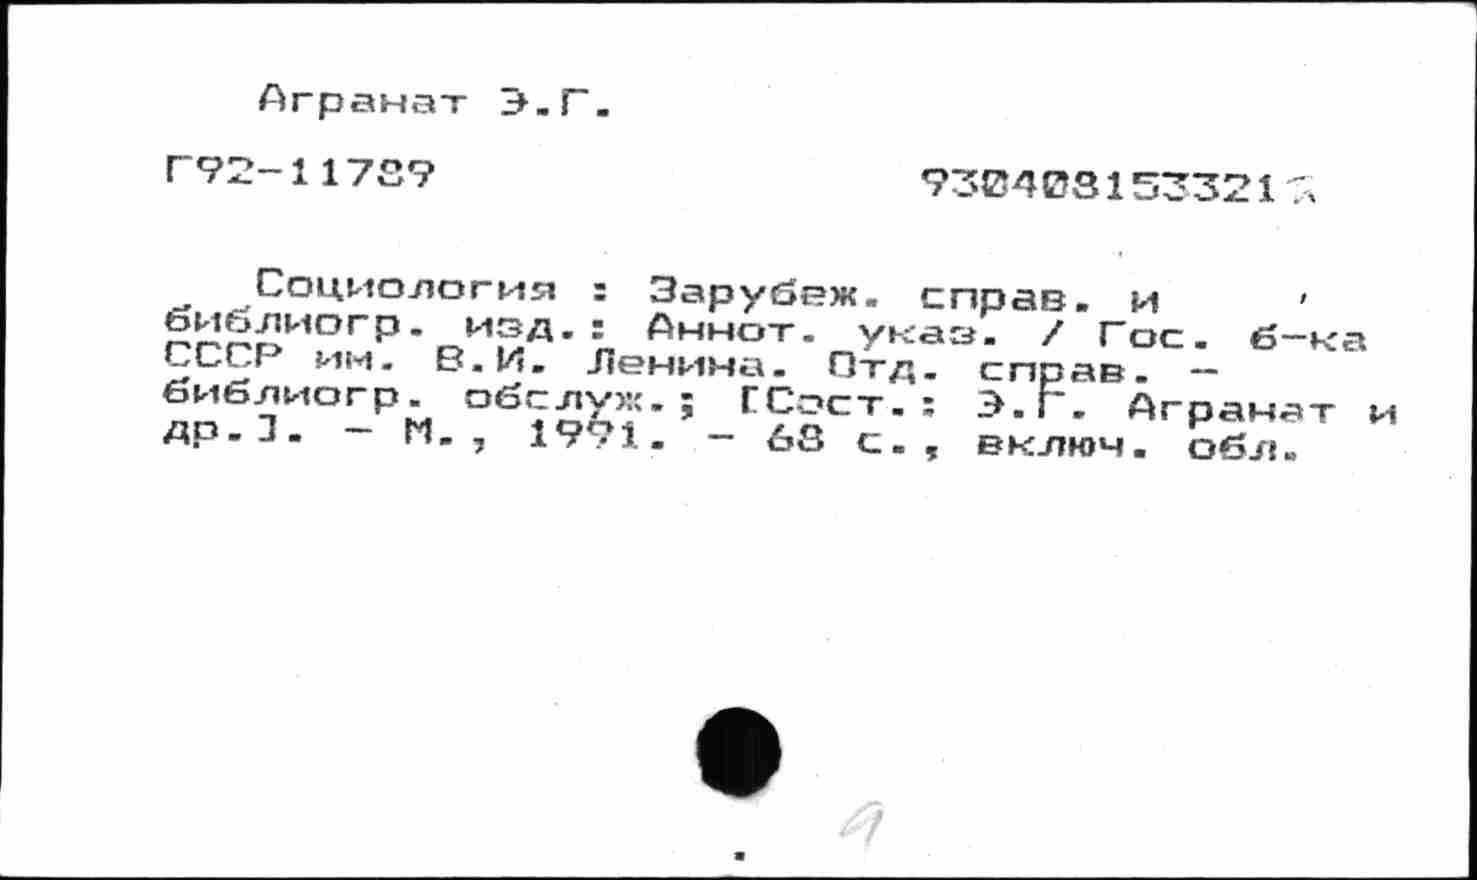 Агранат Э.Г.
Г92-11789
930408153321
Социология : Зарубеж. справ. и
библиогр. изд.: Аннот. указ. / Гос. б-ка
СССР им. В.И. Ленина. Отд. справ. -
библиогр. обслуж.; [Сост.: Э.Г. Агранат и
др.]. - М., 1991. - 68 с., включ. обл.